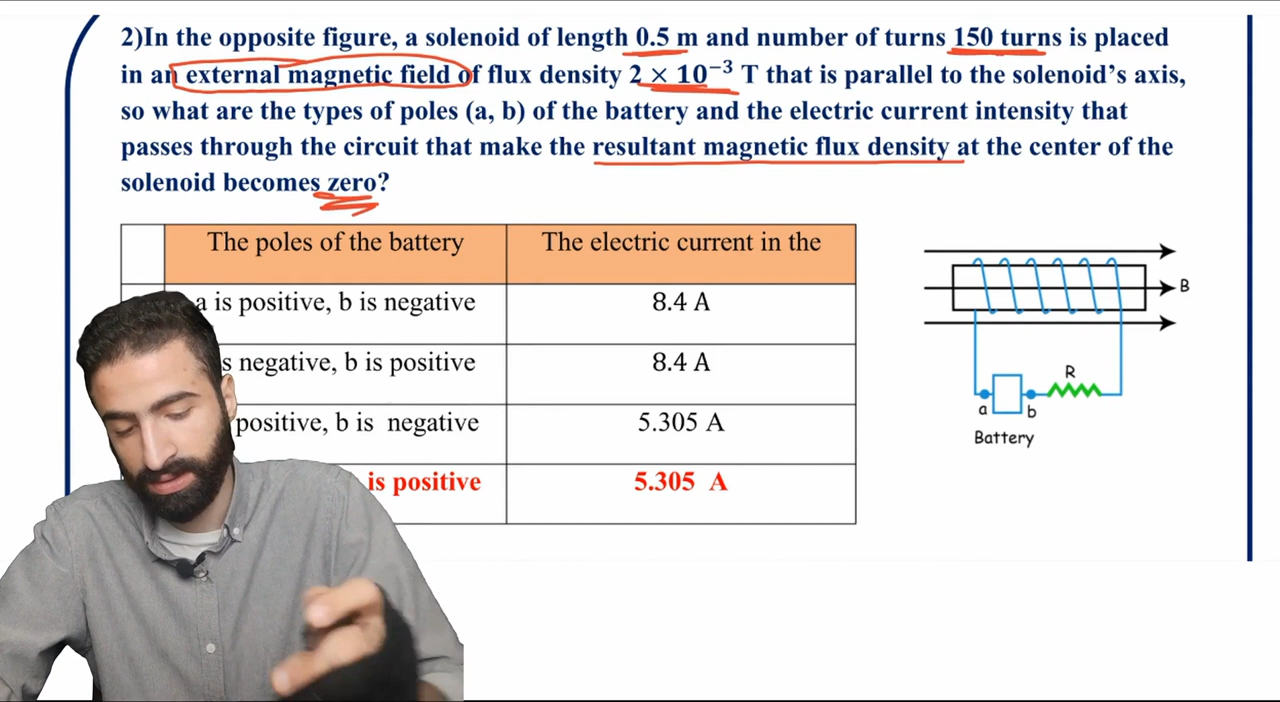 2)In the opposite figure, a solenoid of length 0.5 m and number of turns 150 turns is placed
in an external magnetic field of flux density 2 × 10⁻³ T that is parallel to the solenoid's axis,
so what are the types of poles (a, b) of the battery and the electric current intensity that
passes through the circuit that make the resultant magnetic flux density at the center of the
solenoid becomes zero?
The poles of the battery The electric current in the
a is positive, b is negative 8.4 A
negative, b is positive 8.4 A
positive, b is negative 5.305 A
is positive 5.305 A
B
R
a b
Battery